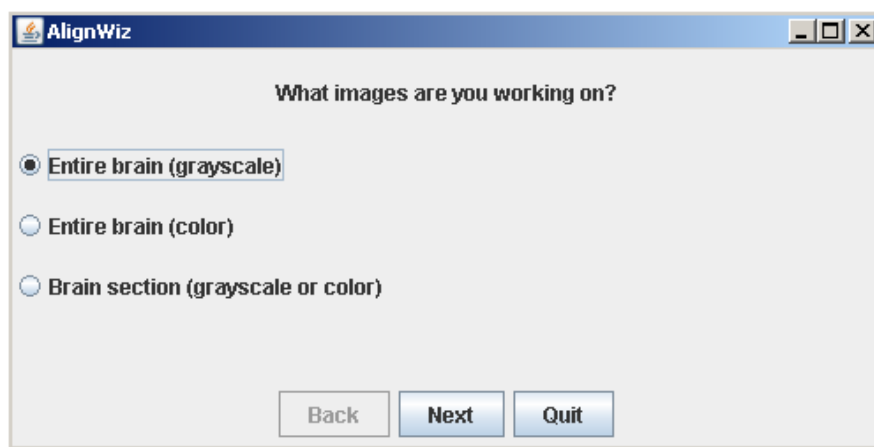 AlignWiz
What images are you working on?
Entire brain (grayscale)
Entire brain (color)
Brain section (grayscale or color)
Back Next Quit